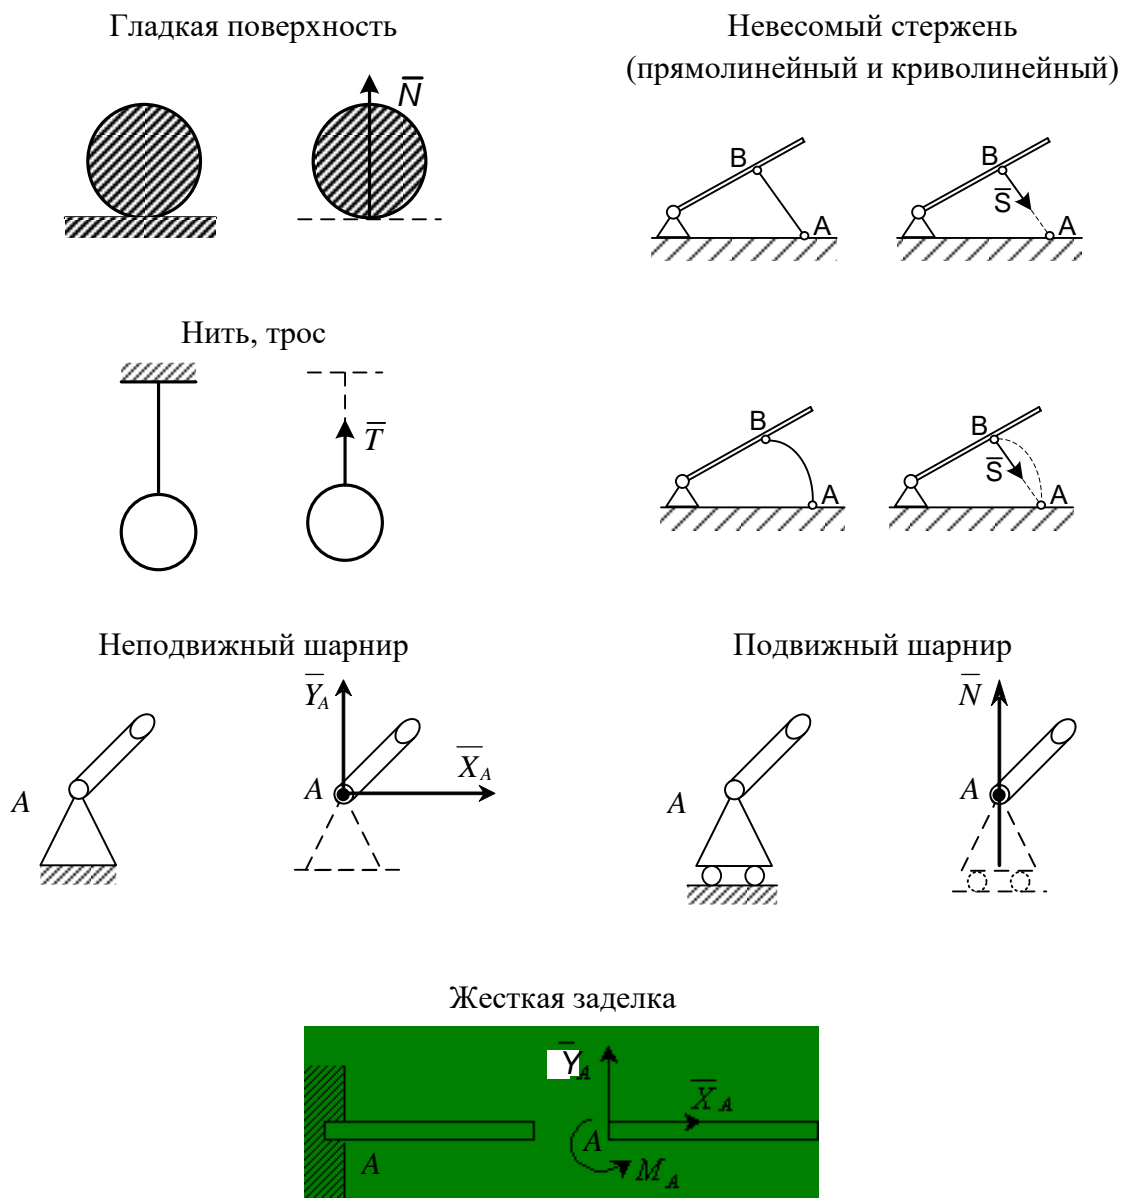 Гладкая поверхность
Невесомый стержень
(прямолинейный и криволинейный)
N
B
S
A
B
A
Нить, трос
T
B
A
B
S
A
Неподвижный шарнир
A
Y_A
A
X_A
Подвижный шарнир
A
N
A
Жесткая заделка
A
Y_A
X_A
A
M_A